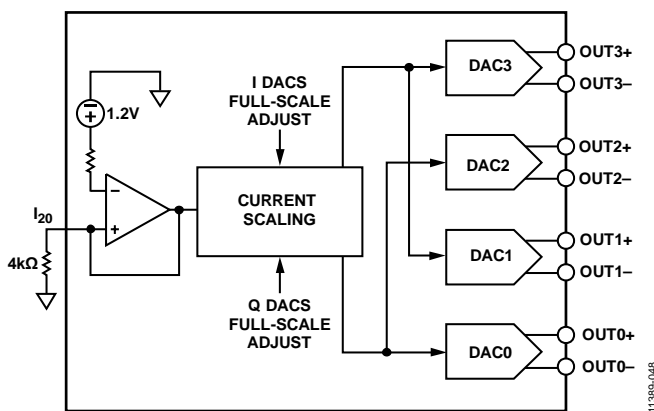 1.2V
I20
4kΩ
−
+
−
+
I DACS
FULL-SCALE
ADJUST
CURRENT
SCALING
Q DACS
FULL-SCALE
ADJUST
DAC3
OUT3+
OUT3−
DAC2
OUT2+
OUT2−
DAC1
OUT1+
OUT1−
DAC0
OUT0+
OUT0−
11389-048